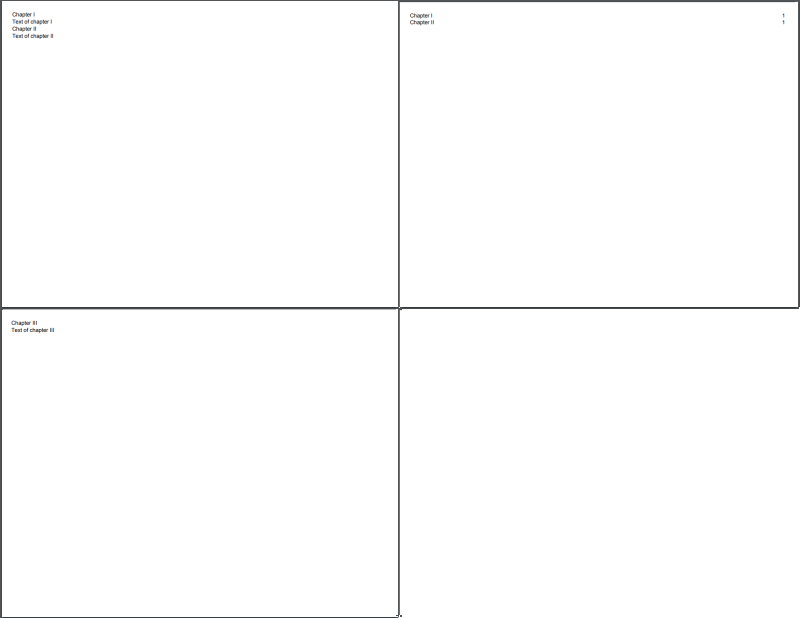 Chapter I
Text of chapter I
Chapter II
Text of chapter II
Chapter I 1
Chapter II 1
Chapter III
Text of chapter III